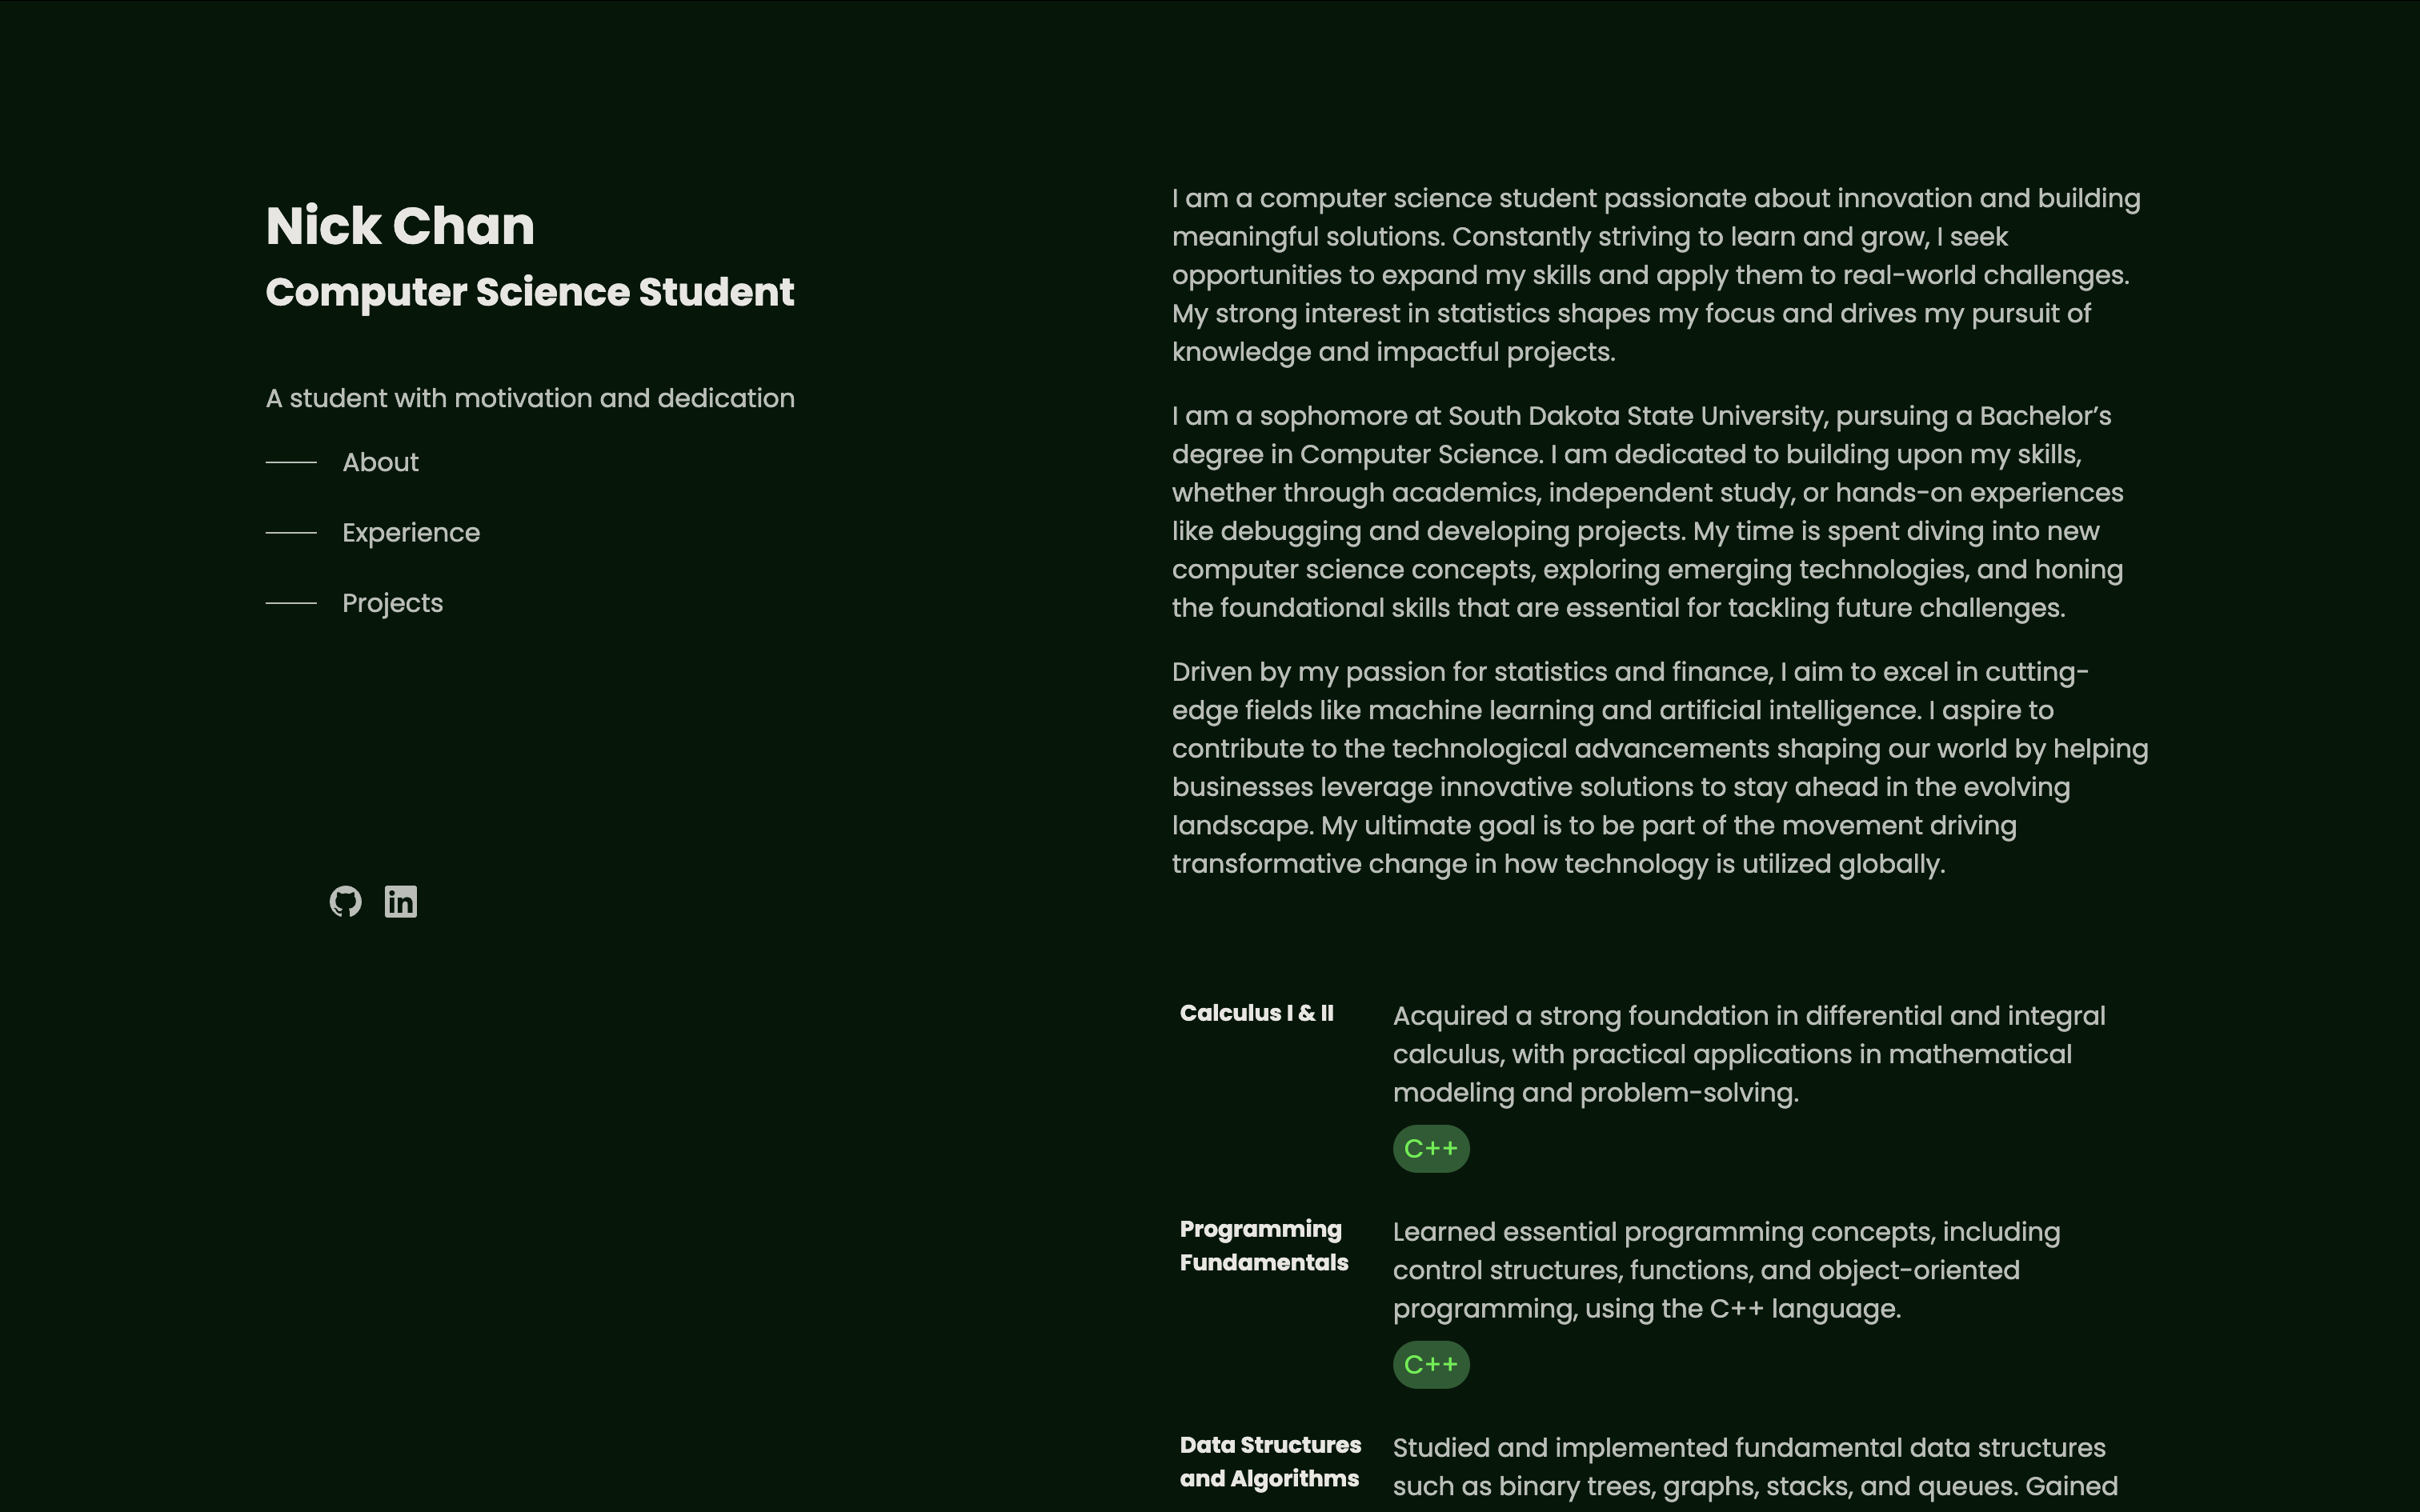 Nick Chan
Computer Science Student
A student with motivation and dedication
About
Experience
Projects
I am a computer science student passionate about innovation and building
meaningful solutions. Constantly striving to learn and grow, I seek
opportunities to expand my skills and apply them to real-world challenges.
My strong interest in statistics shapes my focus and drives my pursuit of
knowledge and impactful projects.
I am a sophomore at South Dakota State University, pursuing a Bachelor’s
degree in Computer Science. I am dedicated to building upon my skills,
whether through academics, independent study, or hands-on experiences
like debugging and developing projects. My time is spent diving into new
computer science concepts, exploring emerging technologies, and honing
the foundational skills that are essential for tackling future challenges.
Driven by my passion for statistics and finance, I aim to excel in cutting-
edge fields like machine learning and artificial intelligence. I aspire to
contribute to the technological advancements shaping our world by helping
businesses leverage innovative solutions to stay ahead in the evolving
landscape. My ultimate goal is to be part of the movement driving
transformative change in how technology is utilized globally.
in
Calculus I & II
Acquired a strong foundation in differential and integral
calculus, with practical applications in mathematical
modeling and problem-solving.
C++
Programming
Fundamentals
Learned essential programming concepts, including
control structures, functions, and object-oriented
programming, using the C++ language.
C++
Data Structures
and Algorithms
Studied and implemented fundamental data structures
such as binary trees, graphs, stacks, and queues. Gained